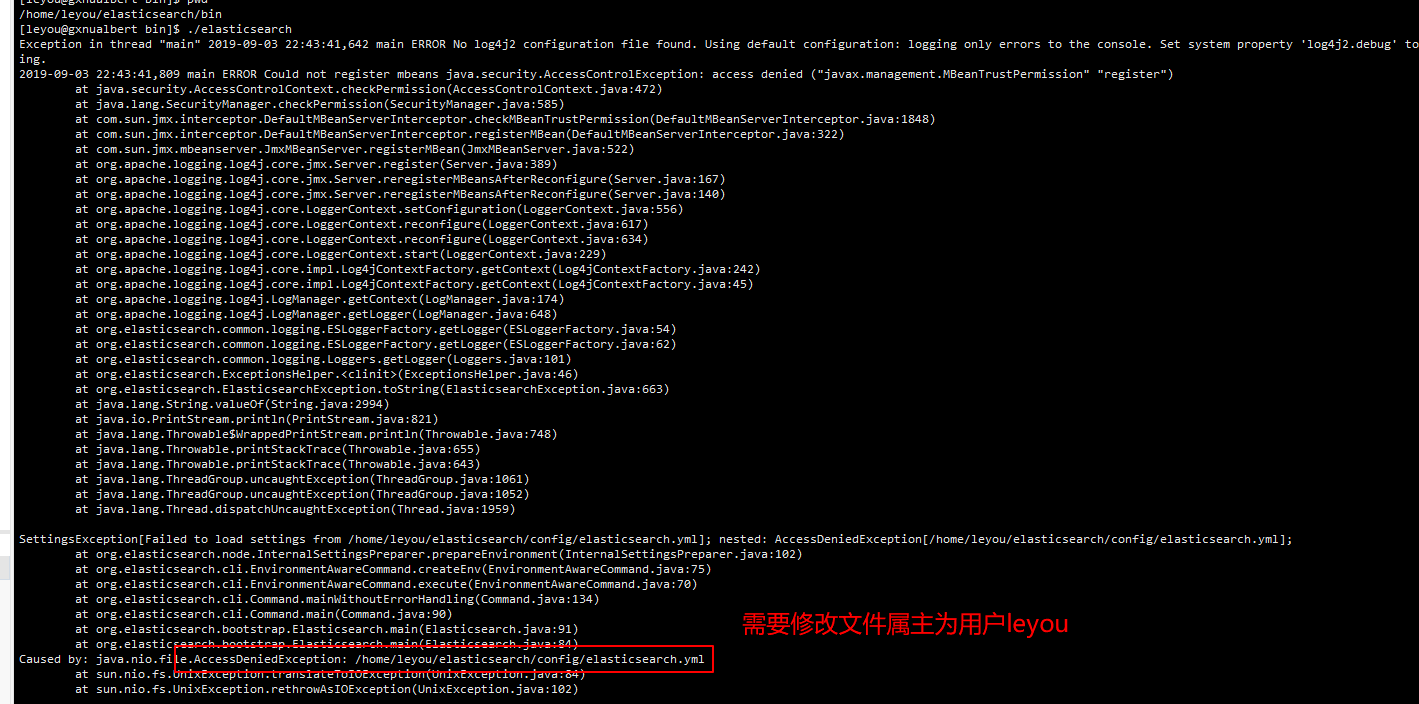 [leyou@gxnualbert bin]$ pwd
/home/leyou/elasticsearch/bin
[leyou@gxnualbert bin]$ ./elasticsearch
Exception in thread "main" 2019-09-03 22:43:41,642 main ERROR No log4j2 configuration file found. Using default configuration: logging only errors to the console. Set system property 'log4j2.debug' to
ing.
2019-09-03 22:43:41,809 main ERROR Could not register mbeans java.security.AccessControlException: access denied ("javax.management.MBeanTrustPermission" "register")
at java.security.AccessControlContext.checkPermission(AccessControlContext.java:472)
at java.lang.SecurityManager.checkPermission(SecurityManager.java:585)
at com.sun.jmx.interceptor.DefaultMBeanServerInterceptor.checkMBeanTrustPermission(DefaultMBeanServerInterceptor.java:1848)
at com.sun.jmx.interceptor.DefaultMBeanServerInterceptor.registerMBean(DefaultMBeanServerInterceptor.java:322)
at com.sun.jmx.mbeanserver.JmxMBeanServer.registerMBean(JmxMBeanServer.java:522)
at org.apache.logging.log4j.core.jmx.Server.register(Server.java:389)
at org.apache.logging.log4j.core.jmx.Server.reregisterMBeansAfterReconfigure(Server.java:167)
at org.apache.logging.log4j.core.jmx.Server.reregisterMBeansAfterReconfigure(Server.java:140)
at org.apache.logging.log4j.core.LoggerContext.setConfiguration(LoggerContext.java:556)
at org.apache.logging.log4j.core.LoggerContext.reconfigure(LoggerContext.java:617)
at org.apache.logging.log4j.core.LoggerContext.reconfigure(LoggerContext.java:634)
at org.apache.logging.log4j.core.LoggerContext.start(LoggerContext.java:229)
at org.apache.logging.log4j.core.impl.Log4jContextFactory.getContext(Log4jContextFactory.java:242)
at org.apache.logging.log4j.core.impl.Log4jContextFactory.getContext(Log4jContextFactory.java:45)
at org.apache.logging.log4j.LogManager.getContext(LogManager.java:174)
at org.apache.logging.log4j.LogManager.getLogger(LogManager.java:648)
at org.elasticsearch.common.logging.ESLoggerFactory.getLogger(ESLoggerFactory.java:54)
at org.elasticsearch.common.logging.ESLoggerFactory.getLogger(ESLoggerFactory.java:62)
at org.elasticsearch.common.logging.Loggers.getLogger(Loggers.java:101)
at org.elasticsearch.ExceptionsHelper.<clinit>(ExceptionsHelper.java:46)
at org.elasticsearch.ElasticsearchException.toString(ElasticsearchException.java:663)
at java.lang.String.valueOf(String.java:2994)
at java.io.PrintStream.println(PrintStream.java:821)
at java.lang.Throwable$WrappedPrintStream.println(Throwable.java:748)
at java.lang.Throwable.printStackTrace(Throwable.java:655)
at java.lang.Throwable.printStackTrace(Throwable.java:643)
at java.lang.ThreadGroup.uncaughtException(ThreadGroup.java:1061)
at java.lang.ThreadGroup.uncaughtException(ThreadGroup.java:1052)
at java.lang.Thread.dispatchUncaughtException(Thread.java:1959)
SettingsException[Failed to load settings from /home/leyou/elasticsearch/config/elasticsearch.yml]; nested: AccessDeniedException[/home/leyou/elasticsearch/config/elasticsearch.yml];
at org.elasticsearch.node.InternalSettingsPreparer.prepareEnvironment(InternalSettingsPreparer.java:102)
at org.elasticsearch.cli.EnvironmentAwareCommand.createEnv(EnvironmentAwareCommand.java:75)
at org.elasticsearch.cli.EnvironmentAwareCommand.execute(EnvironmentAwareCommand.java:70)
at org.elasticsearch.cli.Command.mainWithoutErrorHandling(Command.java:134)
at org.elasticsearch.cli.Command.main(Command.java:90)
at org.elasticsearch.bootstrap.Elasticsearch.main(Elasticsearch.java:91)
at org.elasticsearch.bootstrap.Elasticsearch.main(Elasticsearch.java:84)
需要修改文件属主为用户leyou
Caused by: java.nio.file.AccessDeniedException: /home/leyou/elasticsearch/config/elasticsearch.yml
at sun.nio.fs.UnixException.translateToIOException(UnixException.java:84)
at sun.nio.fs.UnixException.rethrowAsIOException(UnixException.java:102)